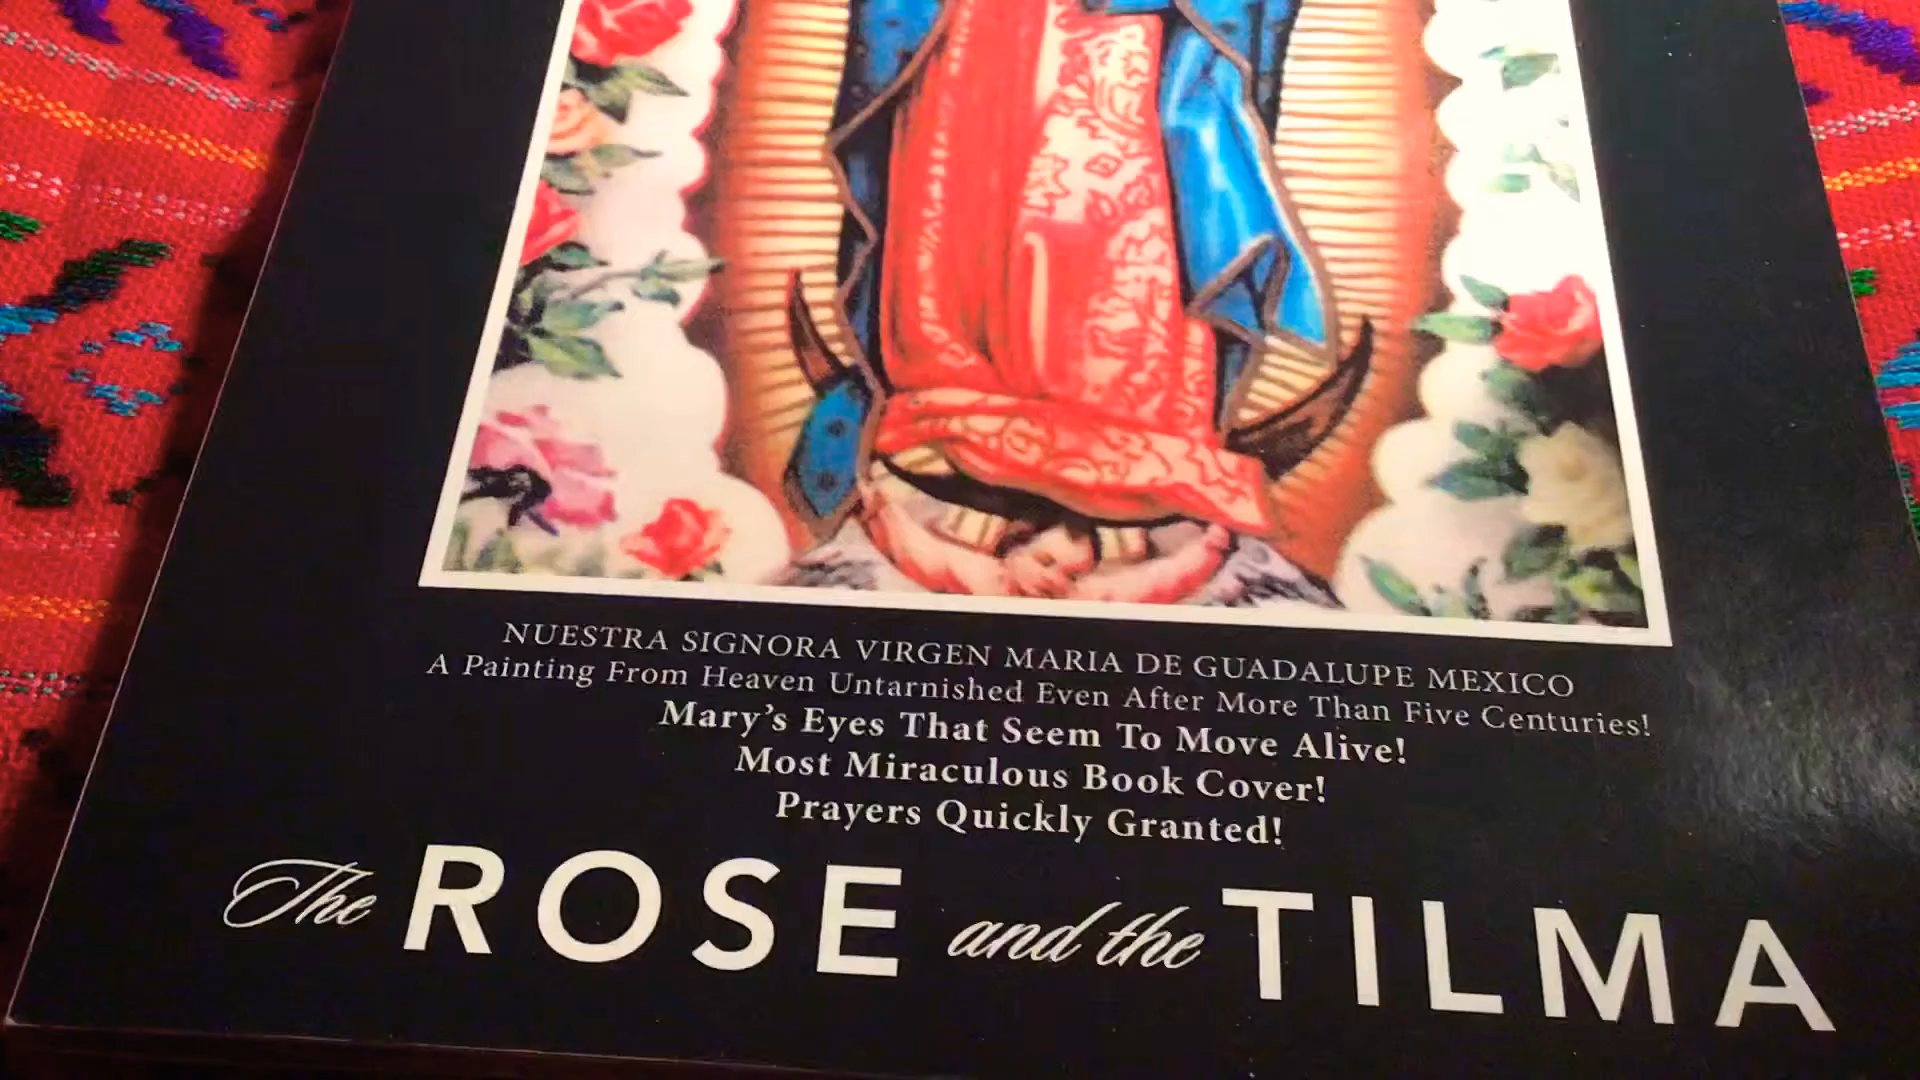 NUESTRA SIGNORA VIRGEN MARIA DE GUADALUPE MEXICO
A Painting From Heaven Untarnished Even After More Than Five Centuries!
Mary's Eyes That Seem To Move Alive!
Most Miraculous Book Cover!
Prayers Quickly Granted!
The ROSE and the TILMA